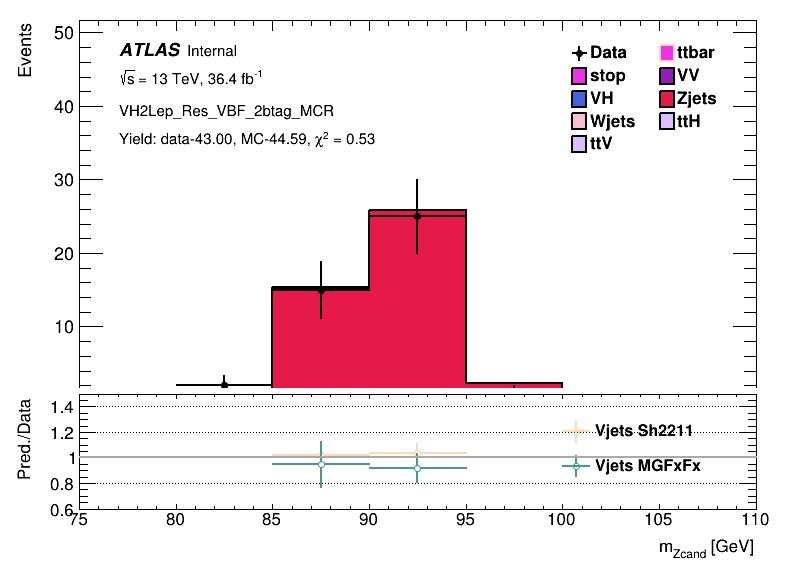 Events
50
40
30
20
10
ATLAS Internal
√s = 13 TeV, 36.4 fb⁻¹
VH2Lep_Res_VBF_2btag_MCR
Yield: data-43.00, MC-44.59, χ² = 0.53
Data
ttbar
stop
VV
VH
Zjets
Wjets
ttH
ttV
Pred./Data
1.4
1.2
1
0.8
0.6
Vjets Sh2211
Vjets MGFxFx
75 80 85 90 95 100 105 110
m_Zcand [GeV]